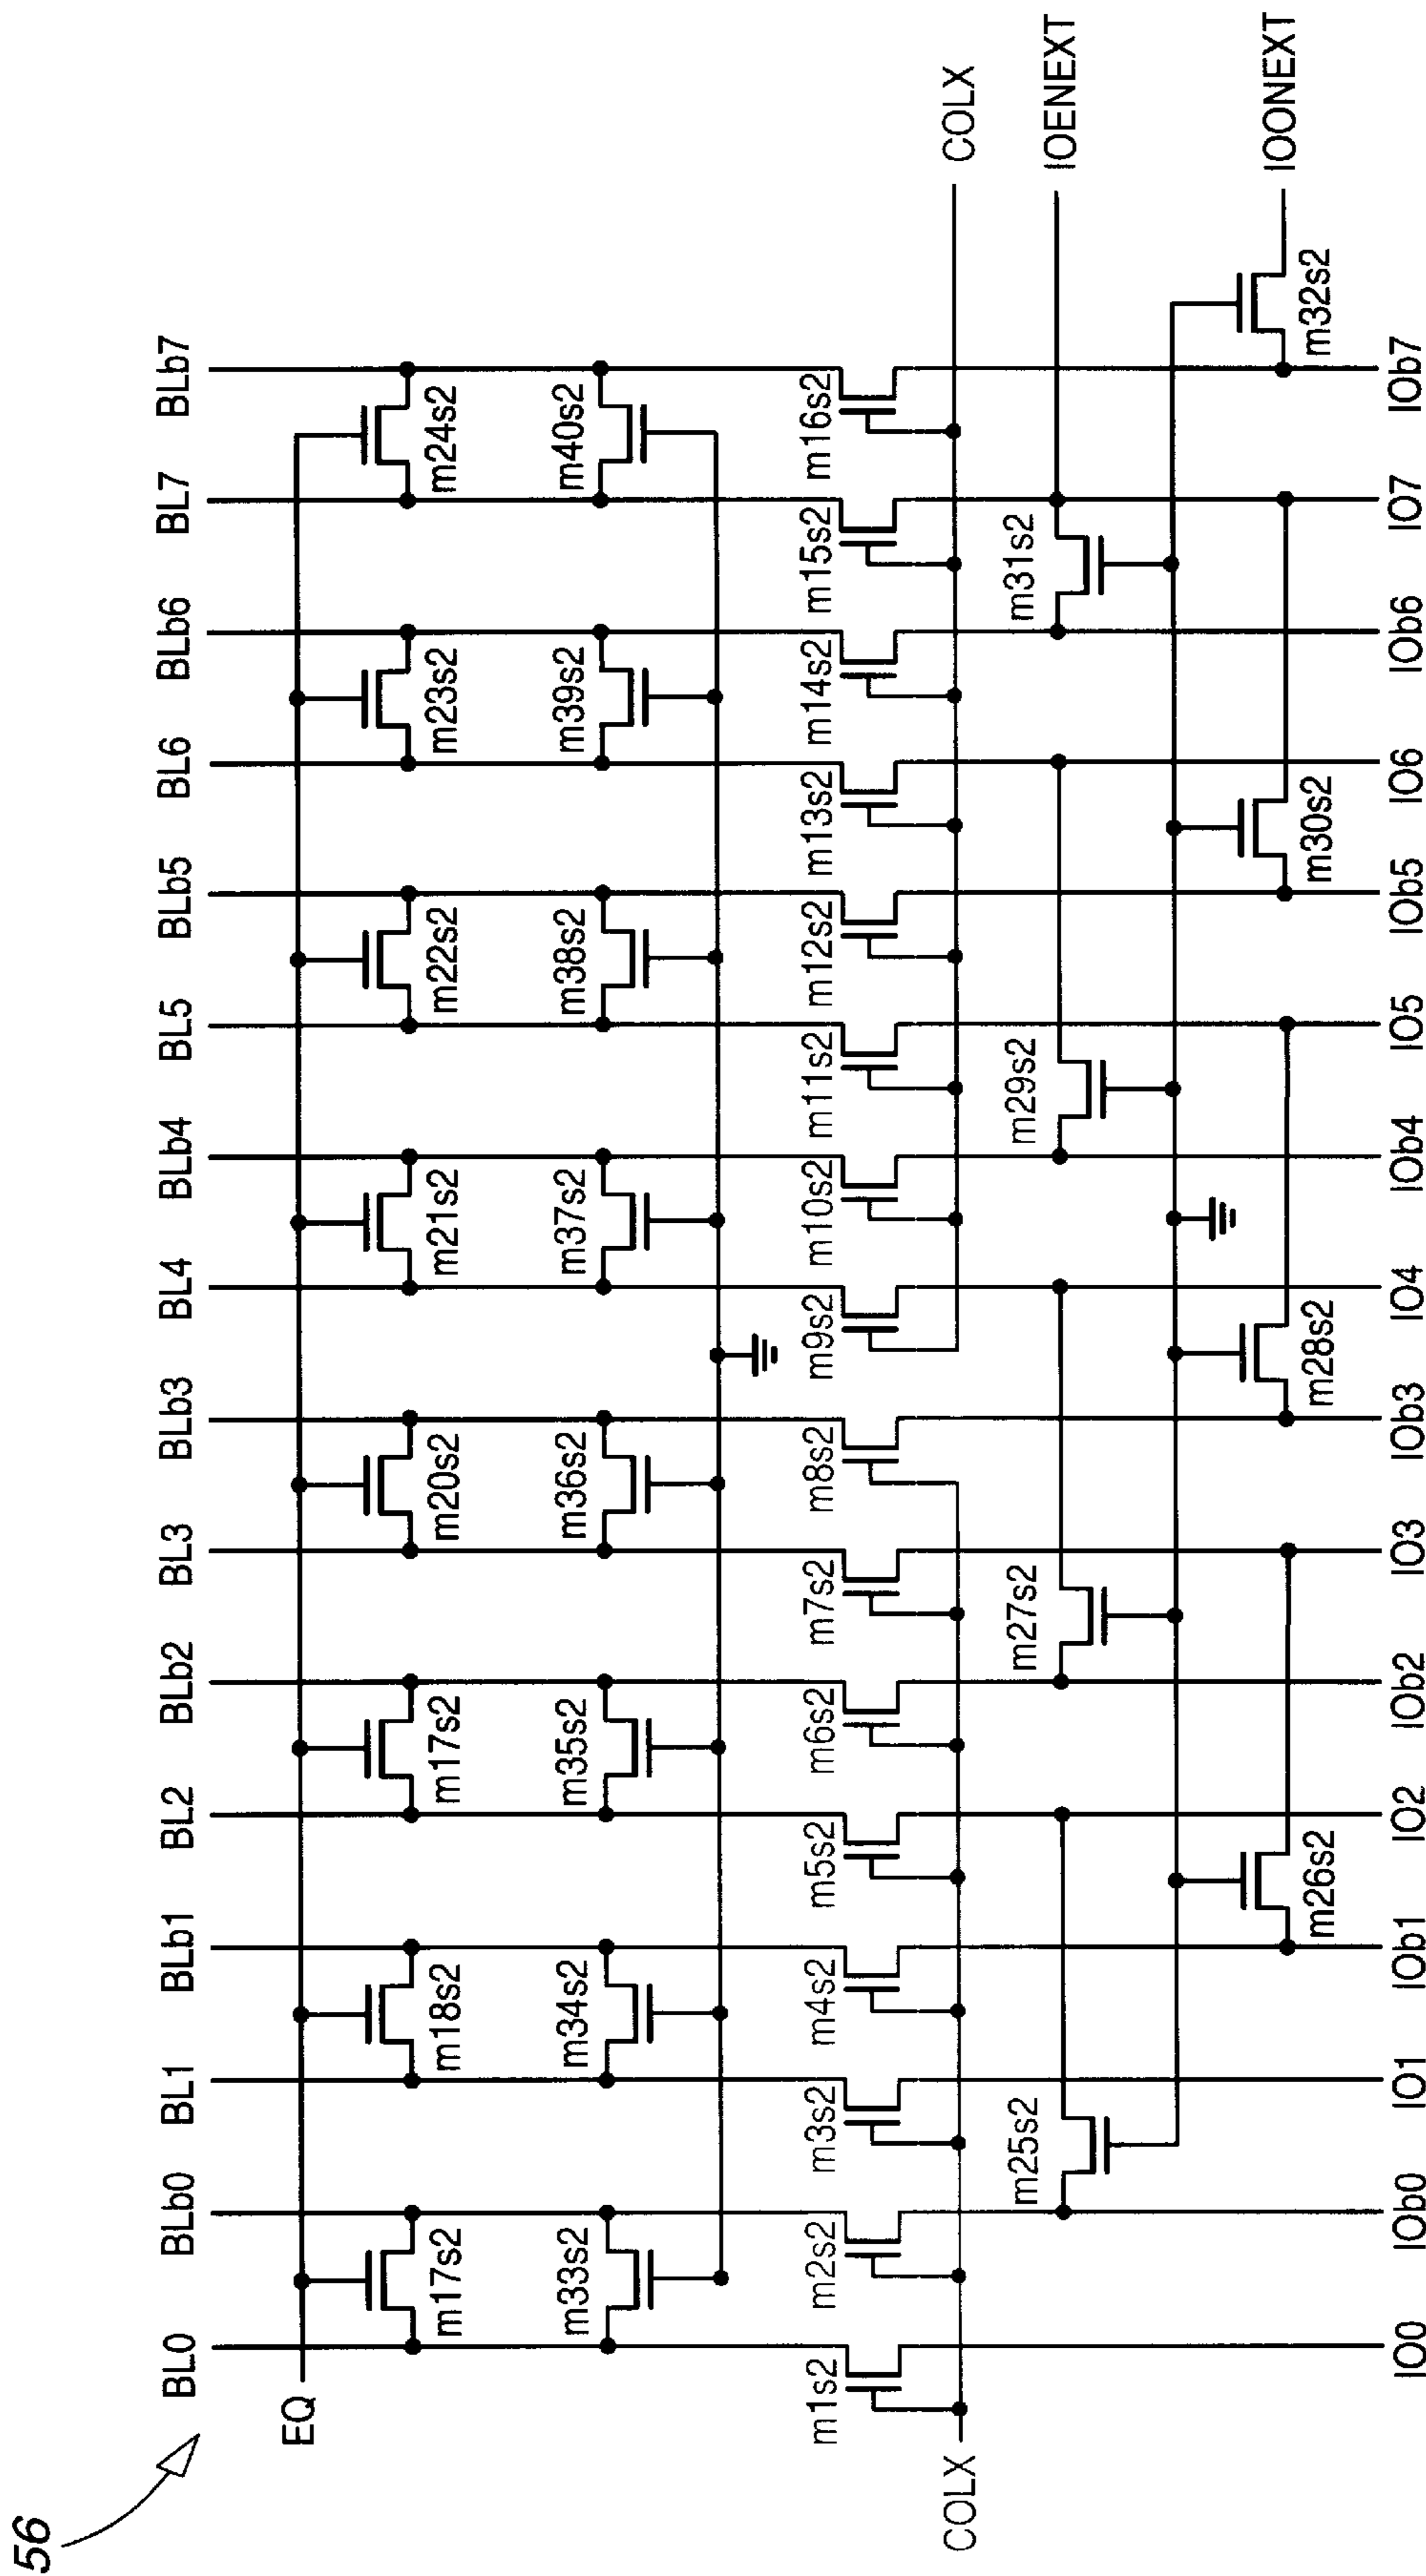 56
BL0 BLb0 BL1 BLb1 BL2 BLb2 BL3 BLb3 BL4 BLb4 BL5 BLb5 BL6 BLb6 BL7 BLb7
EQ
m17s2 m18s2 m17s2 m20s2 m21s2 m22s2 m23s2 m24s2
m33s2 m34s2 m35s2 m36s2 m37s2 m38s2 m39s2 m40s2
m1s2 m2s2 m3s2 m4s2 m5s2 m6s2 m7s2 m8s2 m9s2 m10s2 m11s2 m12s2 m13s2 m14s2 m15s2 m16s2
COLX COLX
m25s2 m27s2 m29s2 m31s2 IOENEXT
m26s2 m28s2 m30s2 m32s2 IOONEXT
IO0 IOb0 IO1 IOb1 IO2 IOb2 IO3 IOb3 IO4 IOb4 IO5 IOb5 IO6 IOb6 IO7 IOb7